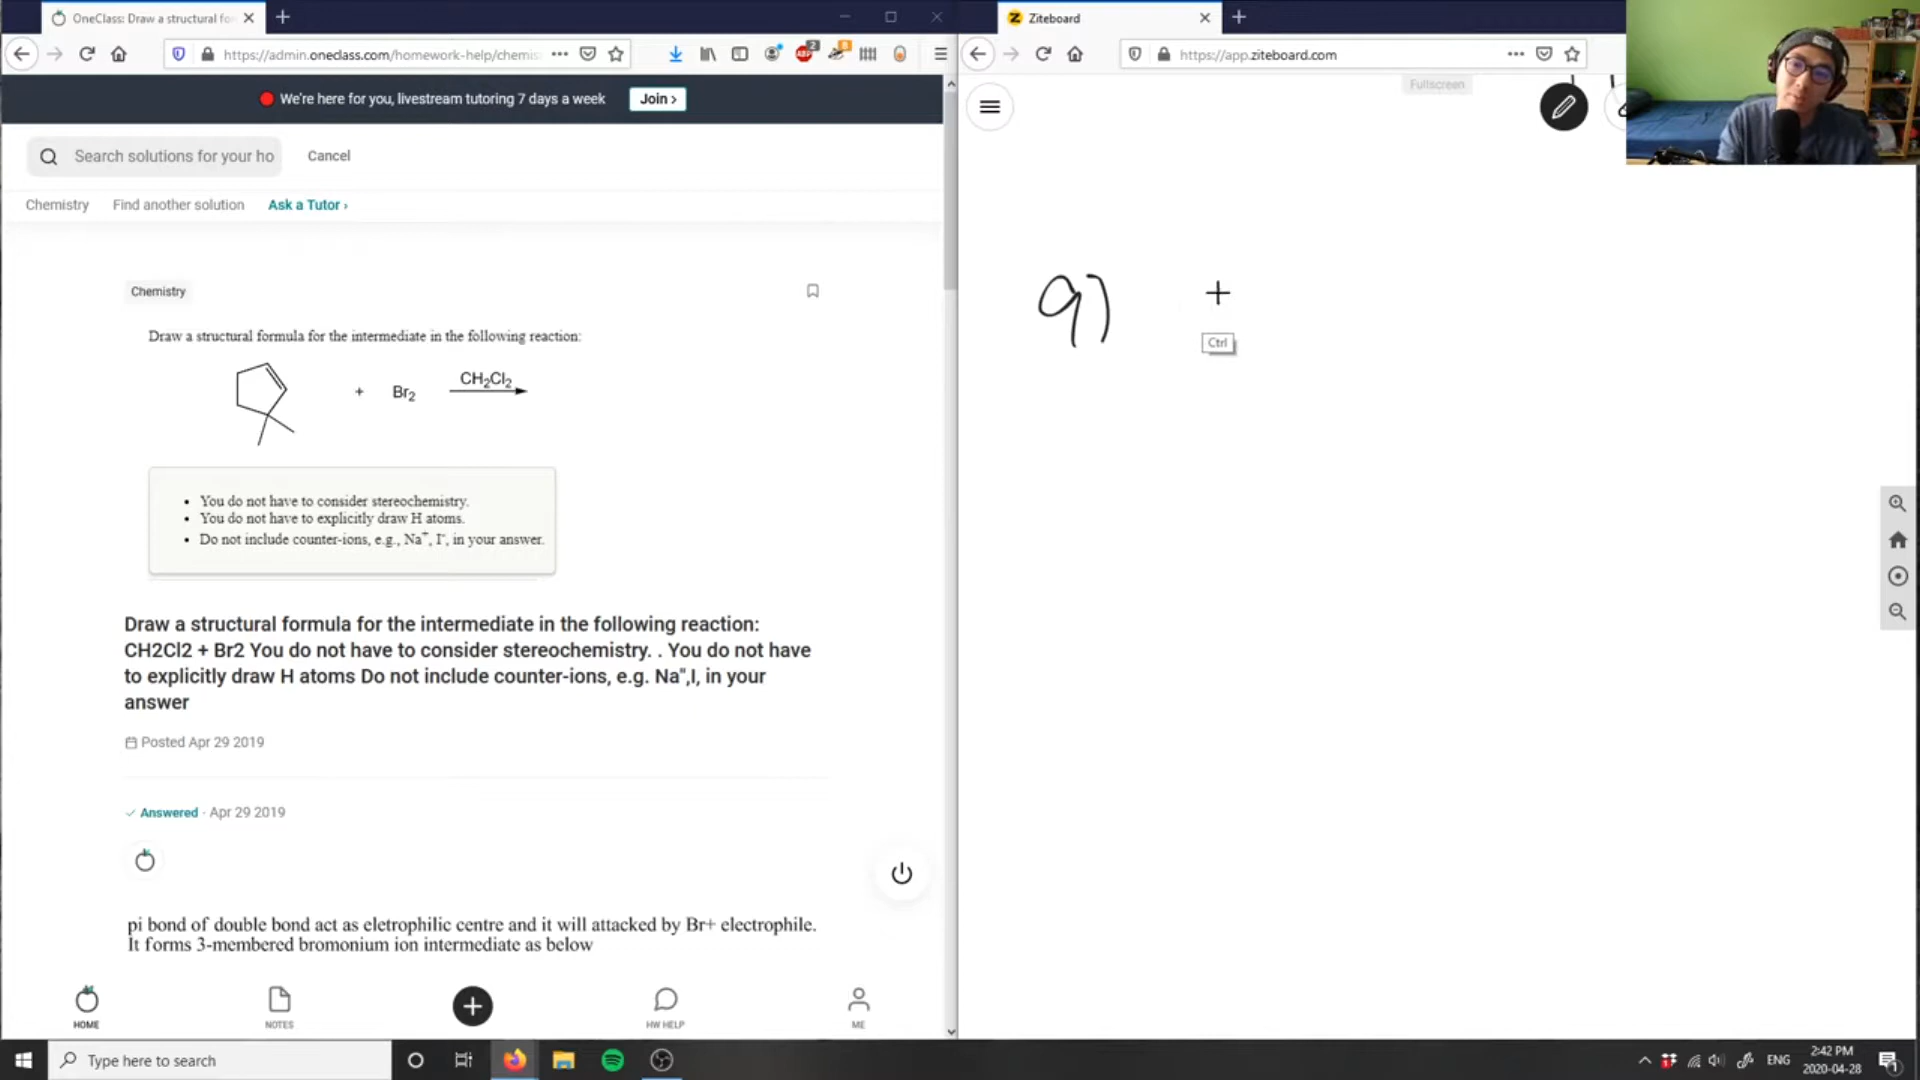 OneClass: Draw a structural fo
Ziteboard
https://admin.oneclass.com/homework-help/chemis
2
8
https://app.ziteboard.com
We're here for you, livestream tutoring 7 days a week
Join ›
Fullscreen
Search solutions for your ho
Cancel
Chemistry
Find another solution
Ask a Tutor ›
Chemistry
Draw a structural formula for the intermediate in the following reaction:
+ Br2 CH2Cl2
• You do not have to consider stereochemistry.
• You do not have to explicitly draw H atoms.
• Do not include counter-ions, e.g., Na+, I-, in your answer.
9)
Ctrl
Draw a structural formula for the intermediate in the following reaction:
CH2Cl2 + Br2 You do not have to consider stereochemistry. . You do not have
to explicitly draw H atoms Do not include counter-ions, e.g. Na",I, in your
answer
Posted Apr 29 2019
Answered · Apr 29 2019
pi bond of double bond act as eletrophilic centre and it will attacked by Br+ electrophile.
It forms 3-membered bromonium ion intermediate as below
HOME
NOTES
HW HELP
ME
Type here to search
ENG
2:42 PM
2020-04-28
1